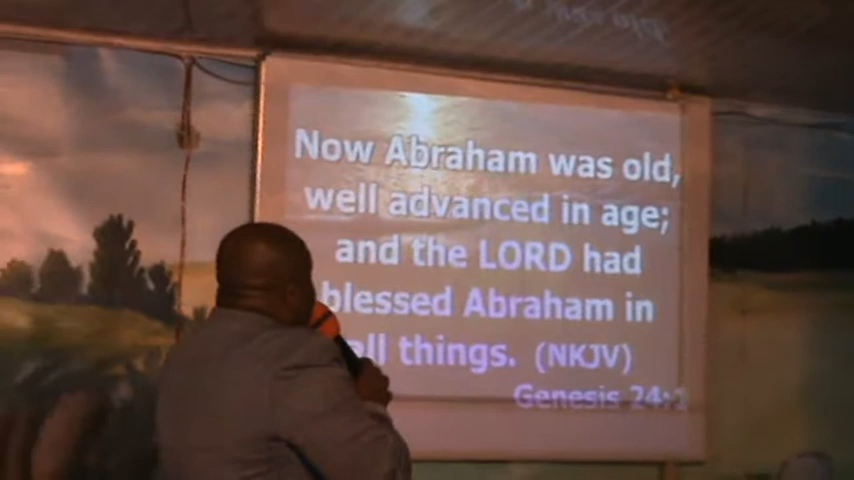 Now Abraham was old,
well advanced in age;
and the LORD had
blessed Abraham in
all things. (NKJV)
Genesis 24:1